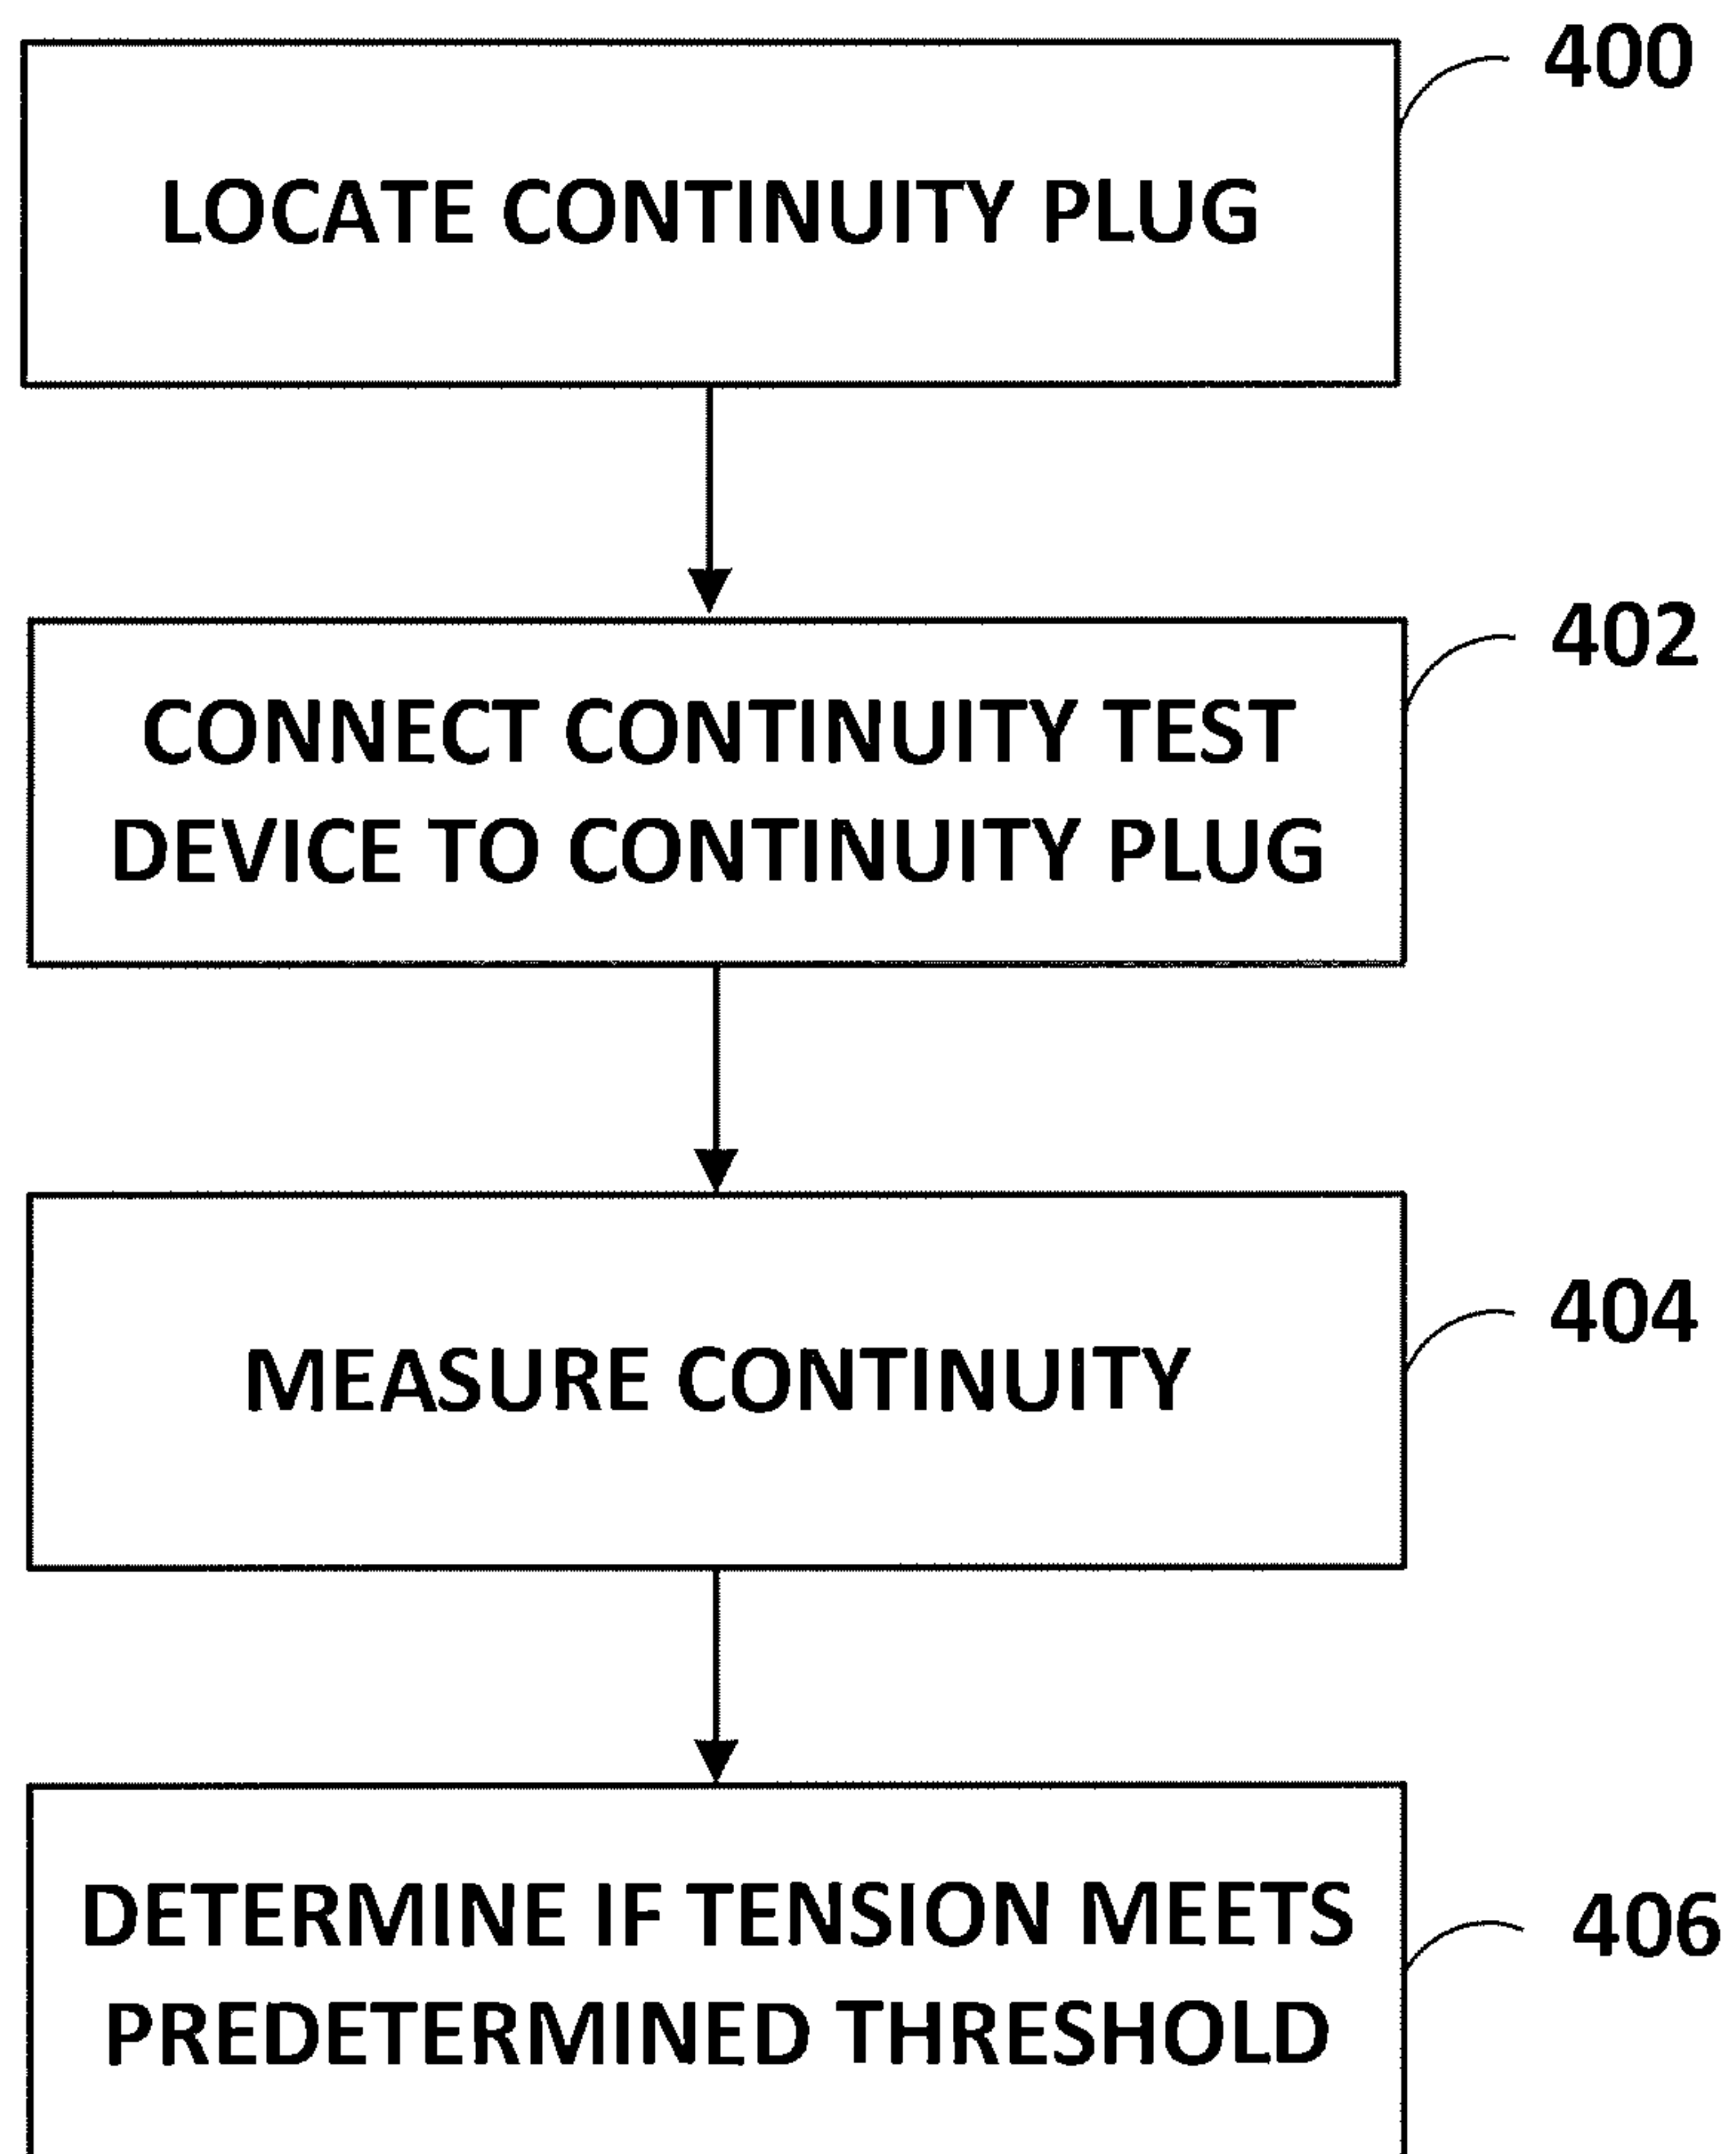 400
LOCATE CONTINUITY PLUG
402
CONNECT CONTINUITY TEST
DEVICE TO CONTINUITY PLUG
404
MEASURE CONTINUITY
406
DETERMINE IF TENSION MEETS
PREDETERMINED THRESHOLD